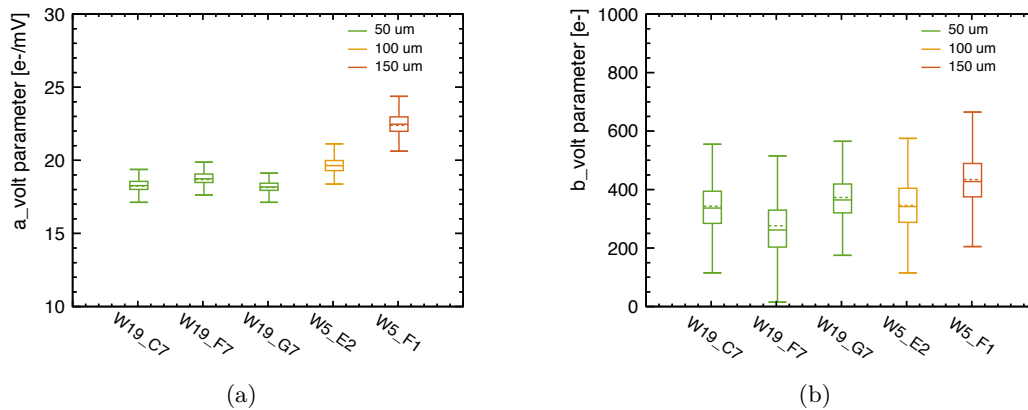 a_volt parameter [e-/mV]
30
25
20
15
10
50 um
100 um
150 um
W19_C7
W19_F7
W19_G7
W5_E2
W5_F1
(a)
b_volt parameter [e-]
1000
800
600
400
200
0
50 um
100 um
150 um
W19_C7
W19_F7
W19_G7
W5_E2
W5_F1
(b)